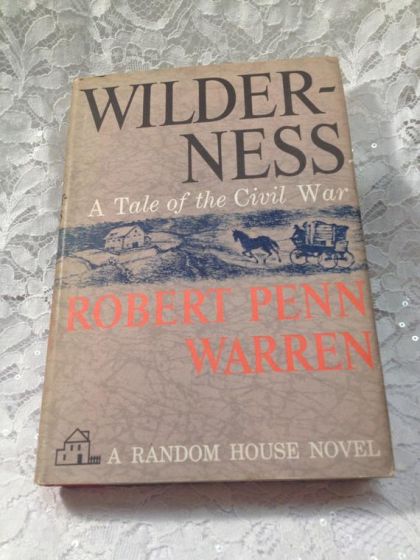 WILDER-
NESS
A Tale of the Civil War
ROBERT PENN
WARREN
A RANDOM HOUSE NOVEL